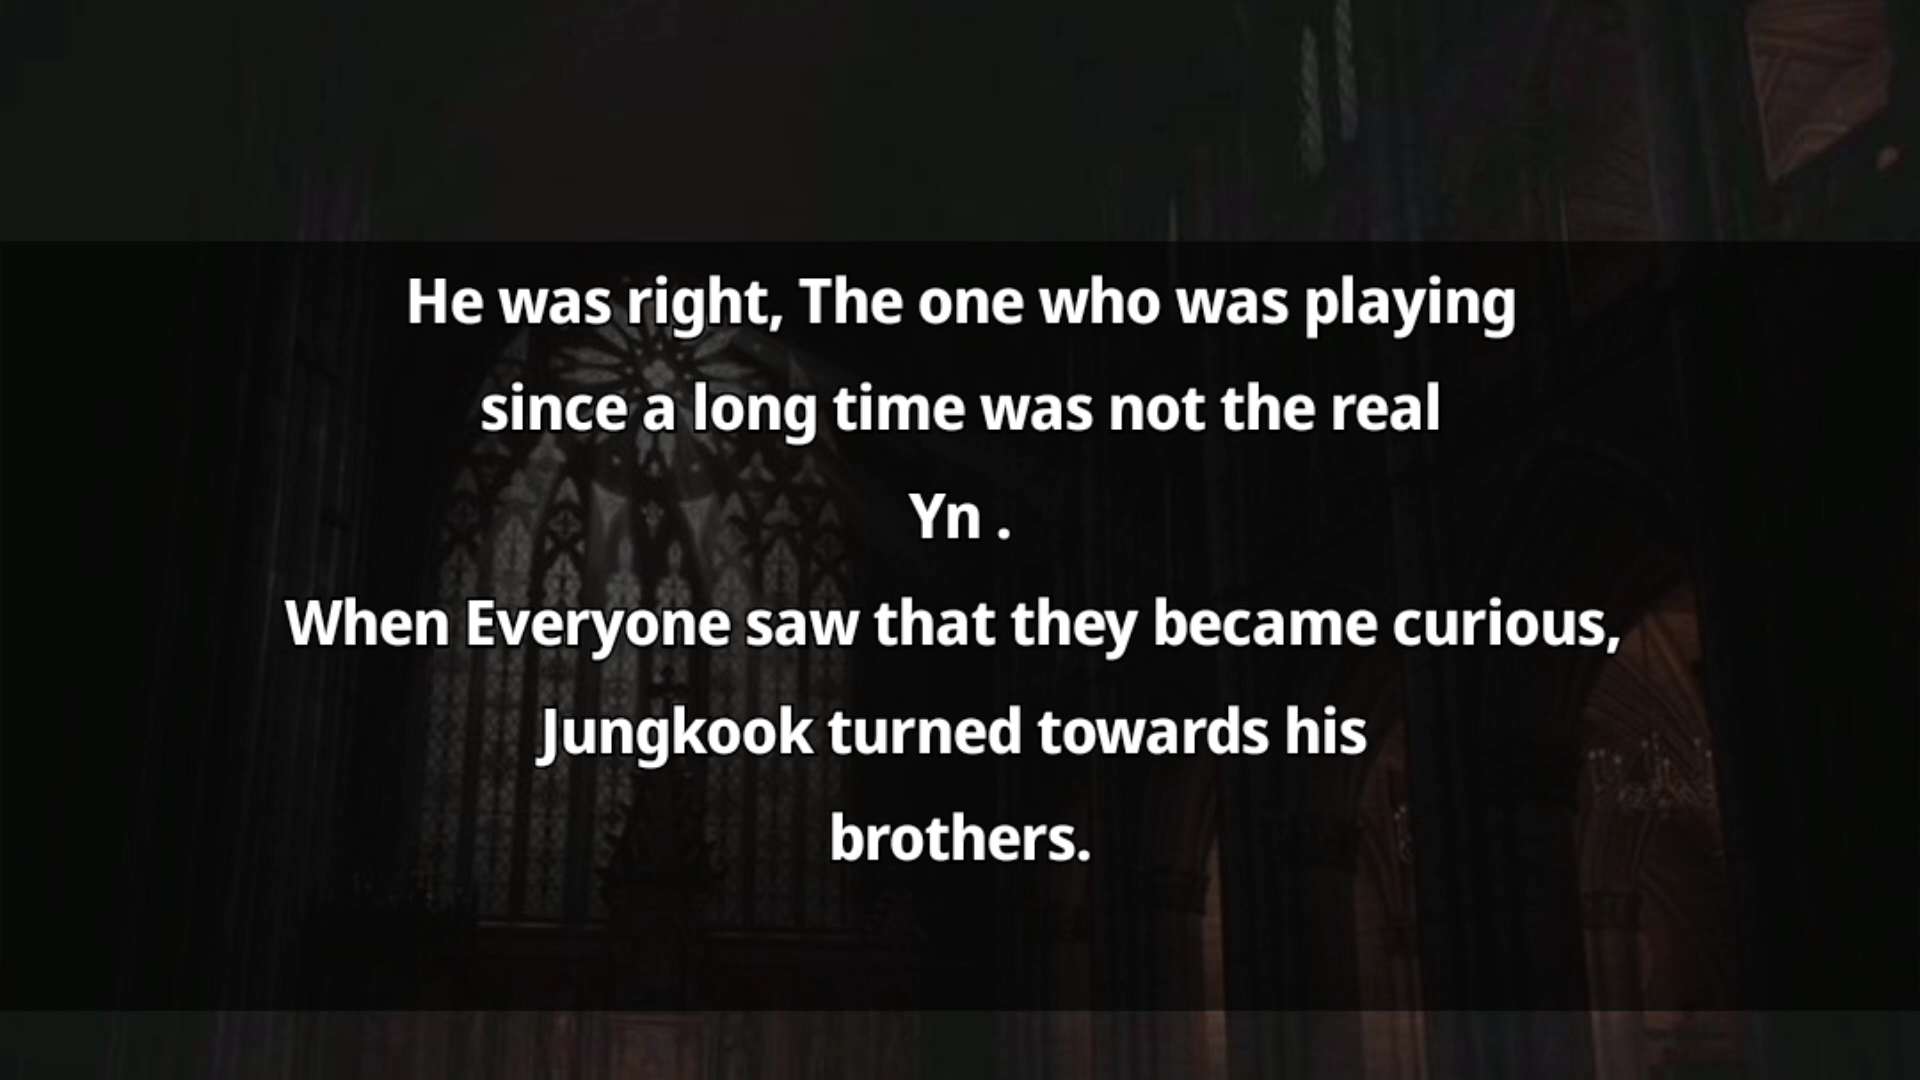 He was right, The one who was playing
since a long time was not the real
Yn .
When Everyone saw that they became curious,
Jungkook turned towards his
brothers.